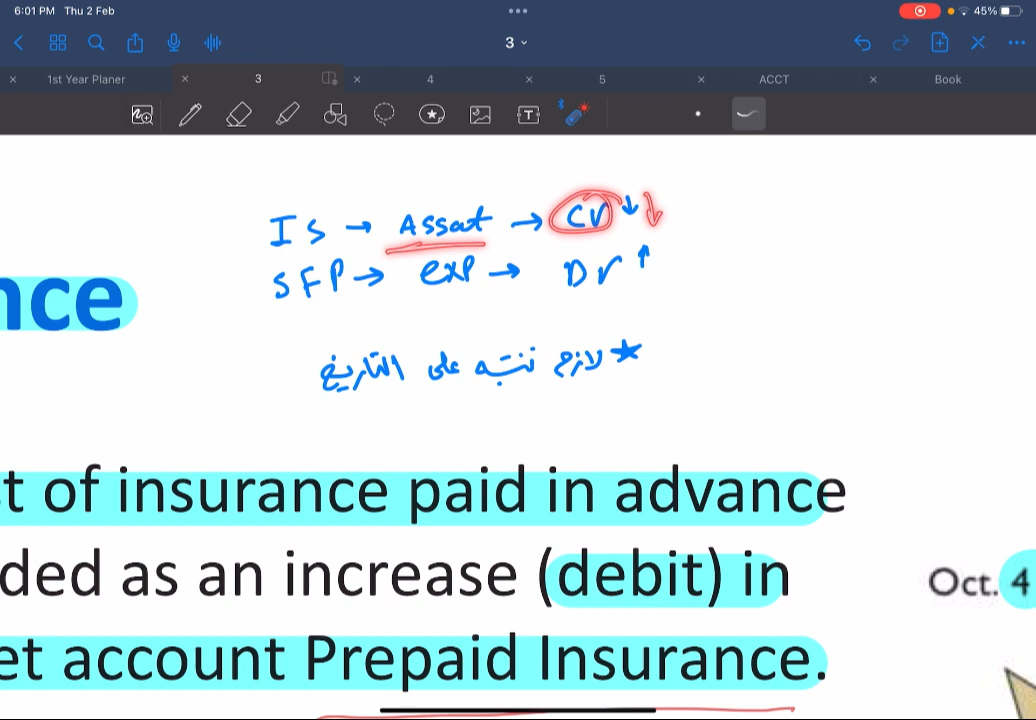 6:01 PM Thu 2 Feb
45%
3
1st Year Planer
3
4
5
ACCT
Book
IS → Assat → Cr ↓ ↓
SFP → exp → Dr ↑
nce
★ لازم ننتبه على التاريخ
t of insurance paid in advance
ded as an increase (debit) in
Oct. 4
et account Prepaid Insurance.